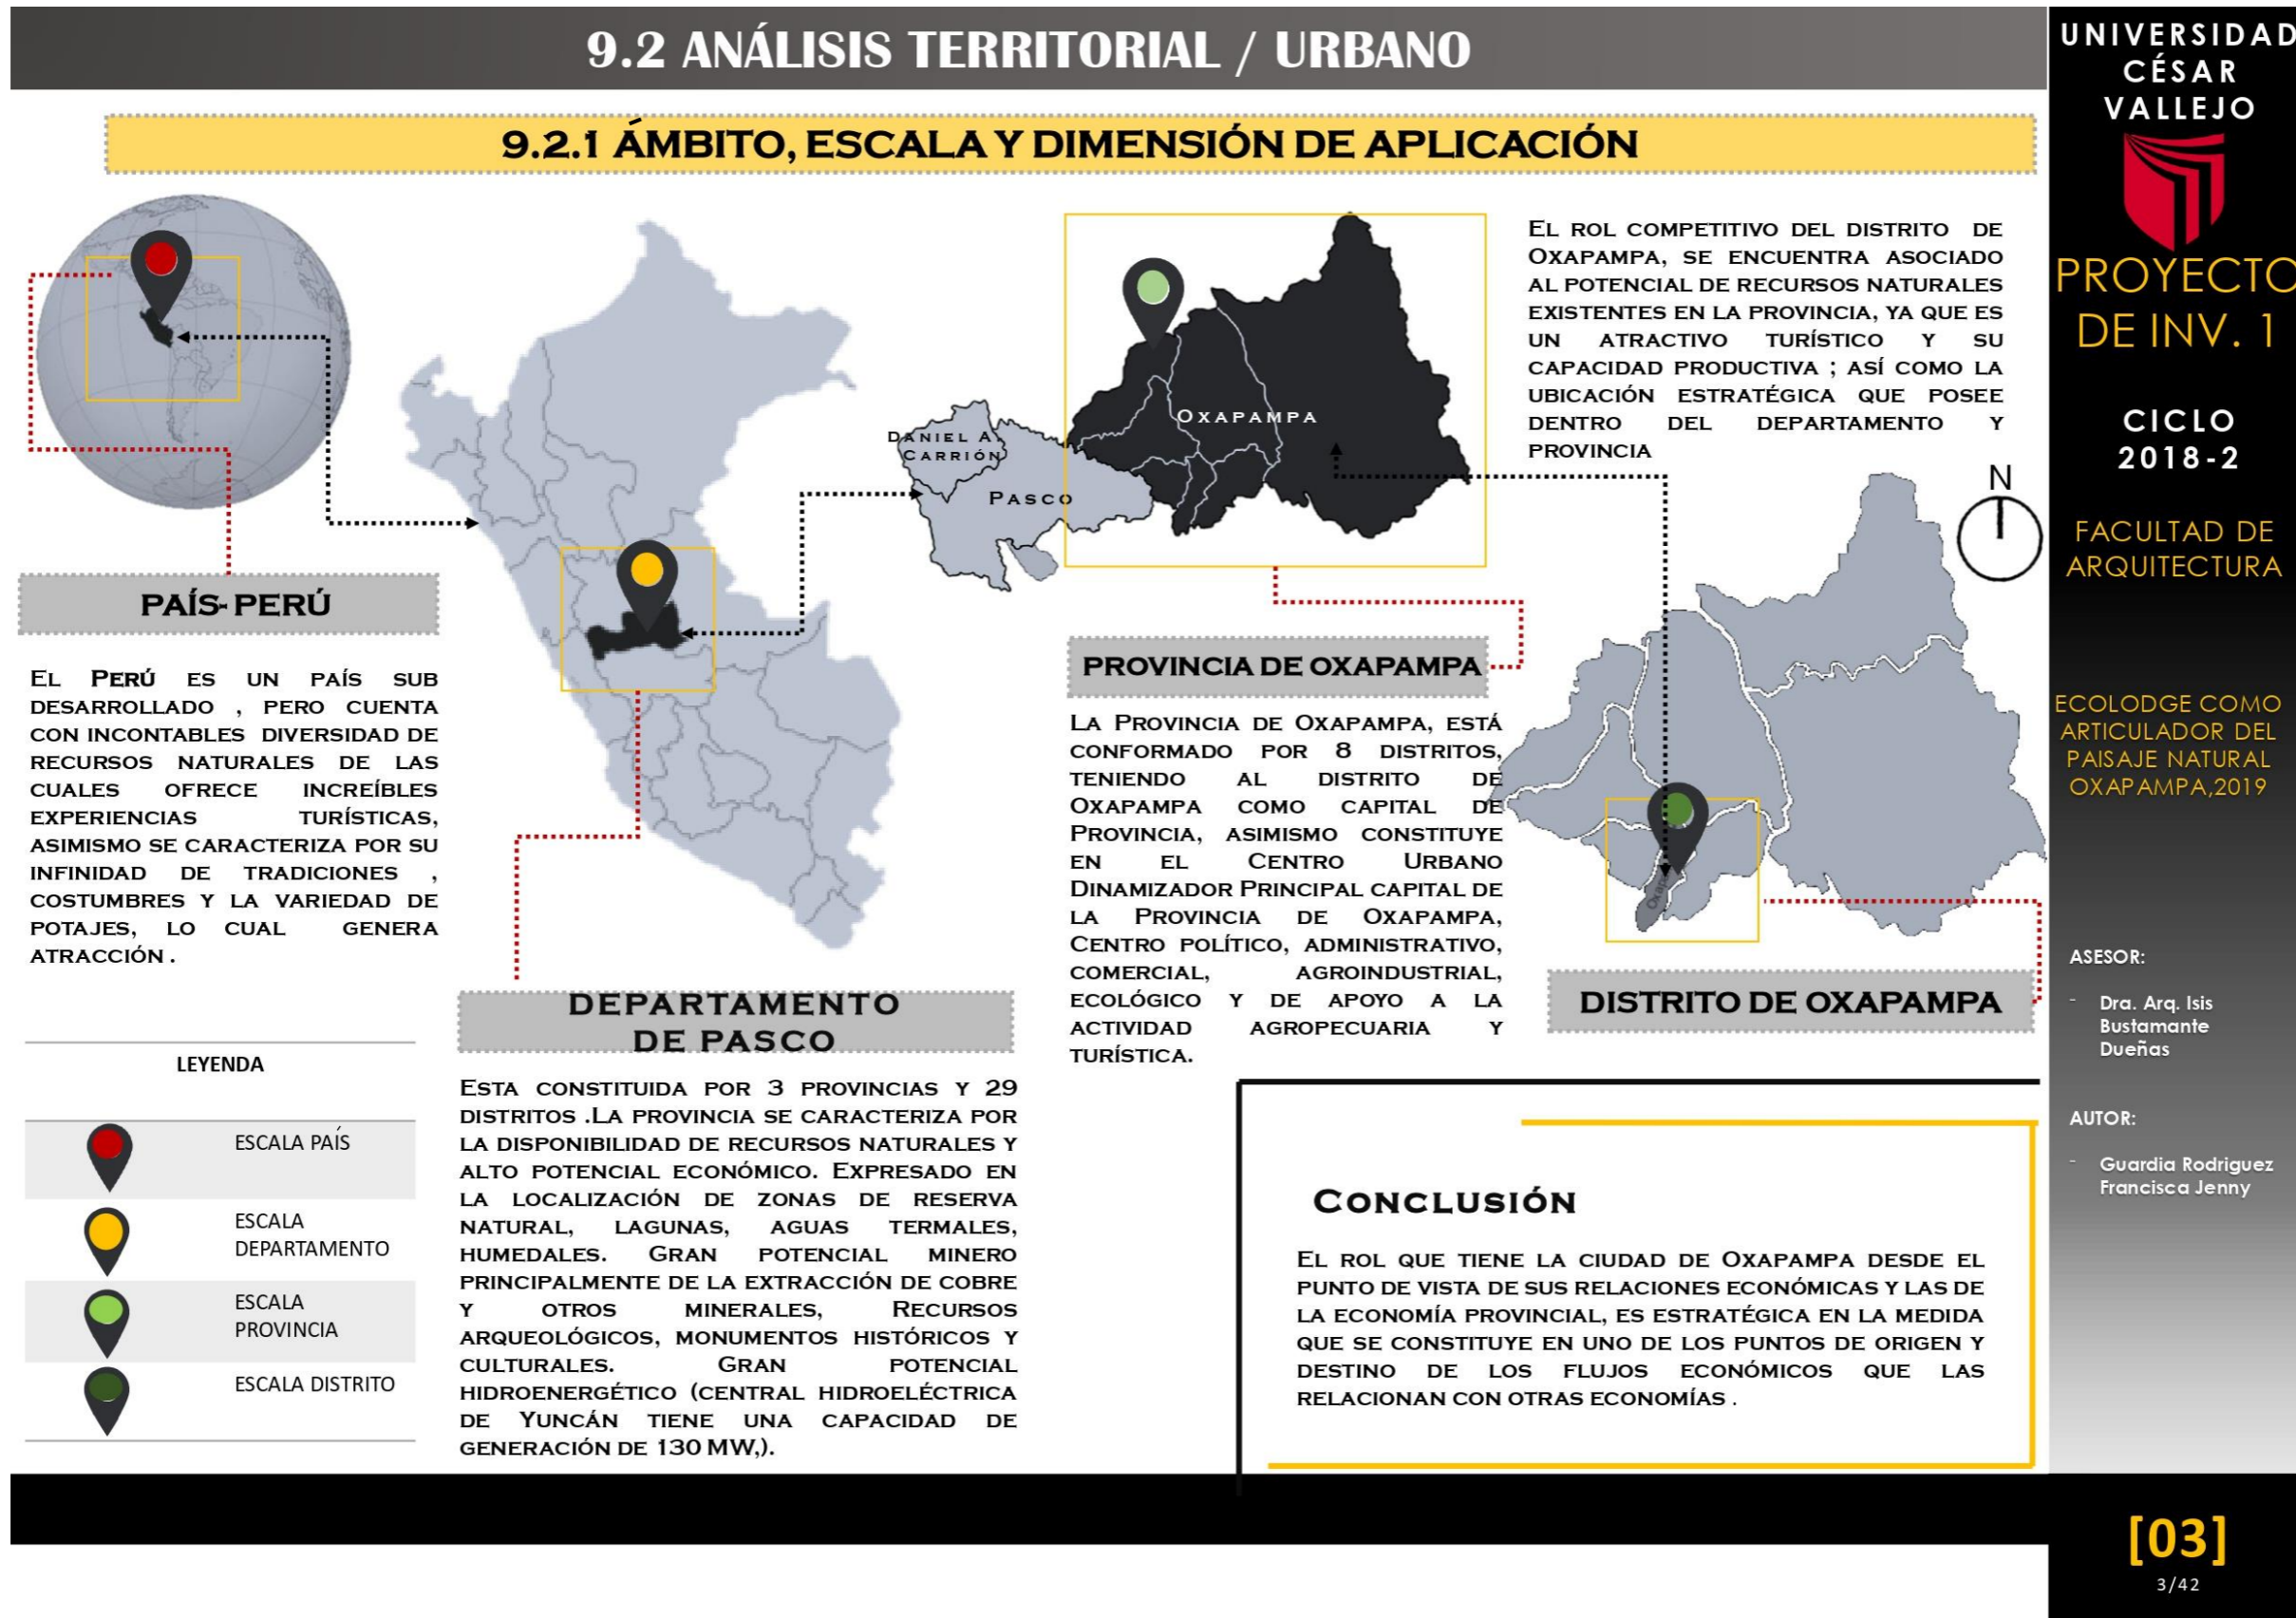 9.2 ANÁLISIS TERRITORIAL / URBANO
9.2.1 ÁMBITO, ESCALA Y DIMENSIÓN DE APLICACIÓN
PAÍS- PERÚ
EL PERÚ ES UN PAÍS SUB
DESARROLLADO , PERO CUENTA
CON INCONTABLES DIVERSIDAD DE
RECURSOS NATURALES DE LAS
CUALES OFRECE INCREÍBLES
EXPERIENCIAS TURÍSTICAS,
ASIMISMO SE CARACTERIZA POR SU
INFINIDAD DE TRADICIONES ,
COSTUMBRES Y LA VARIEDAD DE
POTAJES, LO CUAL GENERA
ATRACCIÓN .
LEYENDA
ESCALA PAÍS
ESCALA
DEPARTAMENTO
ESCALA
PROVINCIA
ESCALA DISTRITO
DEPARTAMENTO
DE PASCO
ESTA CONSTITUIDA POR 3 PROVINCIAS Y 29
DISTRITOS .LA PROVINCIA SE CARACTERIZA POR
LA DISPONIBILIDAD DE RECURSOS NATURALES Y
ALTO POTENCIAL ECONÓMICO. EXPRESADO EN
LA LOCALIZACIÓN DE ZONAS DE RESERVA
NATURAL, LAGUNAS, AGUAS TERMALES,
HUMEDALES. GRAN POTENCIAL MINERO
PRINCIPALMENTE DE LA EXTRACCIÓN DE COBRE
Y OTROS MINERALES, RECURSOS
ARQUEOLÓGICOS, MONUMENTOS HISTÓRICOS Y
CULTURALES. GRAN POTENCIAL
HIDROENERGÉTICO (CENTRAL HIDROELÉCTRICA
DE YUNCÁN TIENE UNA CAPACIDAD DE
GENERACIÓN DE 130 MW,).
DANIEL A.
CARRIÓN
PASCO
OXAPAMPA
PROVINCIA DE OXAPAMPA
LA PROVINCIA DE OXAPAMPA, ESTÁ
CONFORMADO POR 8 DISTRITOS,
TENIENDO AL DISTRITO DE
OXAPAMPA COMO CAPITAL DE
PROVINCIA, ASIMISMO CONSTITUYE
EN EL CENTRO URBANO
DINAMIZADOR PRINCIPAL CAPITAL DE
LA PROVINCIA DE OXAPAMPA,
CENTRO POLÍTICO, ADMINISTRATIVO,
COMERCIAL, AGROINDUSTRIAL,
ECOLÓGICO Y DE APOYO A LA
ACTIVIDAD AGROPECUARIA Y
TURÍSTICA.
EL ROL COMPETITIVO DEL DISTRITO DE
OXAPAMPA, SE ENCUENTRA ASOCIADO
AL POTENCIAL DE RECURSOS NATURALES
EXISTENTES EN LA PROVINCIA, YA QUE ES
UN ATRACTIVO TURÍSTICO Y SU
CAPACIDAD PRODUCTIVA ; ASÍ COMO LA
UBICACIÓN ESTRATÉGICA QUE POSEE
DENTRO DEL DEPARTAMENTO Y
PROVINCIA
N
DISTRITO DE OXAPAMPA
CONCLUSIÓN
EL ROL QUE TIENE LA CIUDAD DE OXAPAMPA DESDE EL
PUNTO DE VISTA DE SUS RELACIONES ECONÓMICAS Y LAS DE
LA ECONOMÍA PROVINCIAL, ES ESTRATÉGICA EN LA MEDIDA
QUE SE CONSTITUYE EN UNO DE LOS PUNTOS DE ORIGEN Y
DESTINO DE LOS FLUJOS ECONÓMICOS QUE LAS
RELACIONAN CON OTRAS ECONOMÍAS .
UNIVERSIDAD
CÉSAR
VALLEJO
PROYECTO
DE INV. 1
CICLO
2018-2
FACULTAD DE
ARQUITECTURA
ECOLODGE COMO
ARTICULADOR DEL
PAISAJE NATURAL
OXAPAMPA,2019
ASESOR:
- Dra. Arq. Isis
Bustamante
Dueñas
AUTOR:
- Guardia Rodriguez
Francisca Jenny
[03]
3/42